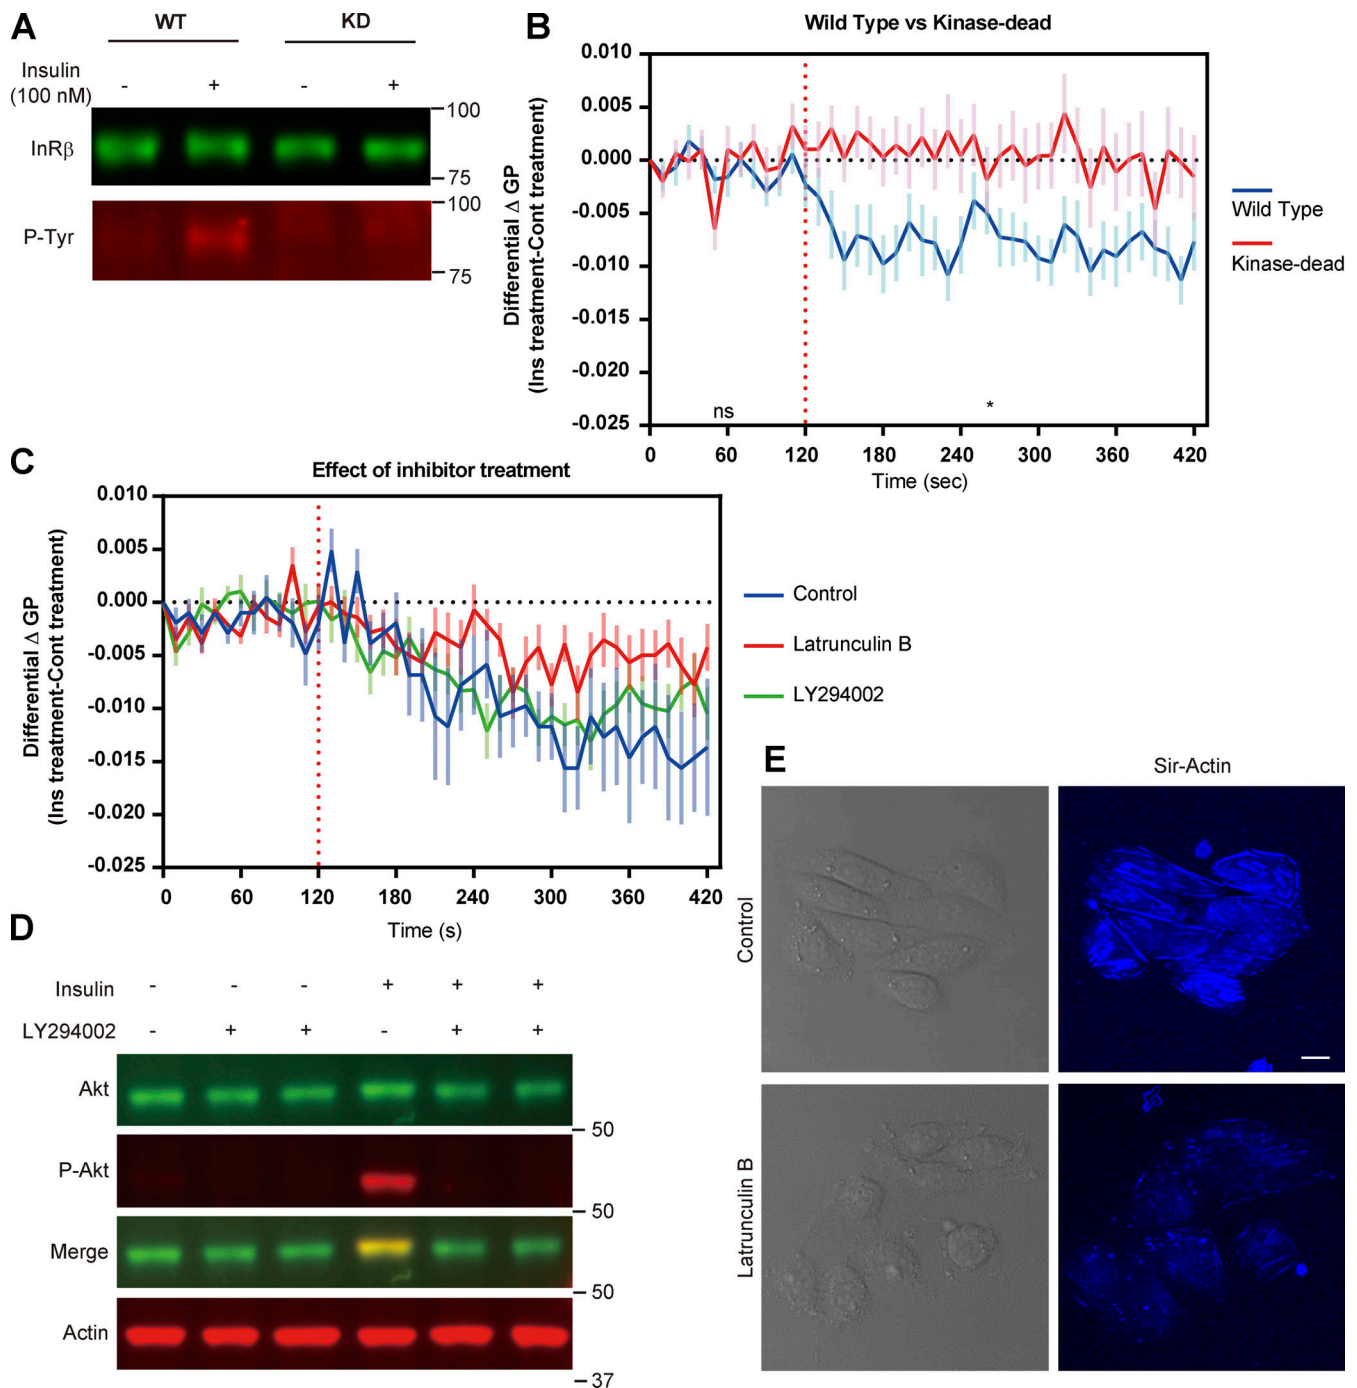 A
WT
KD
Insulin
(100 nM)
-
+
-
+
100
InRβ
75
100
P-Tyr
75
B
Wild Type vs Kinase-dead
0.010
0.005
0.000
-0.005
-0.010
-0.015
-0.020
-0.025
Differential Δ GP
(Ins treatment-Cont treatment)
ns
*
0 60 120 180 240 300 360 420
Time (sec)
Wild Type
Kinase-dead
C
Effect of inhibitor treatment
0.010
0.005
0.000
-0.005
-0.010
-0.015
-0.020
-0.025
Differential Δ GP
(Ins treatment-Cont treatment)
0 60 120 180 240 300 360 420
Time (s)
Control
Latrunculin B
LY294002
D
Insulin - - - + + +
LY294002 - + + - + +
Akt
50
P-Akt
50
Merge
50
Actin
37
E
Sir-Actin
Control
Latrunculin B